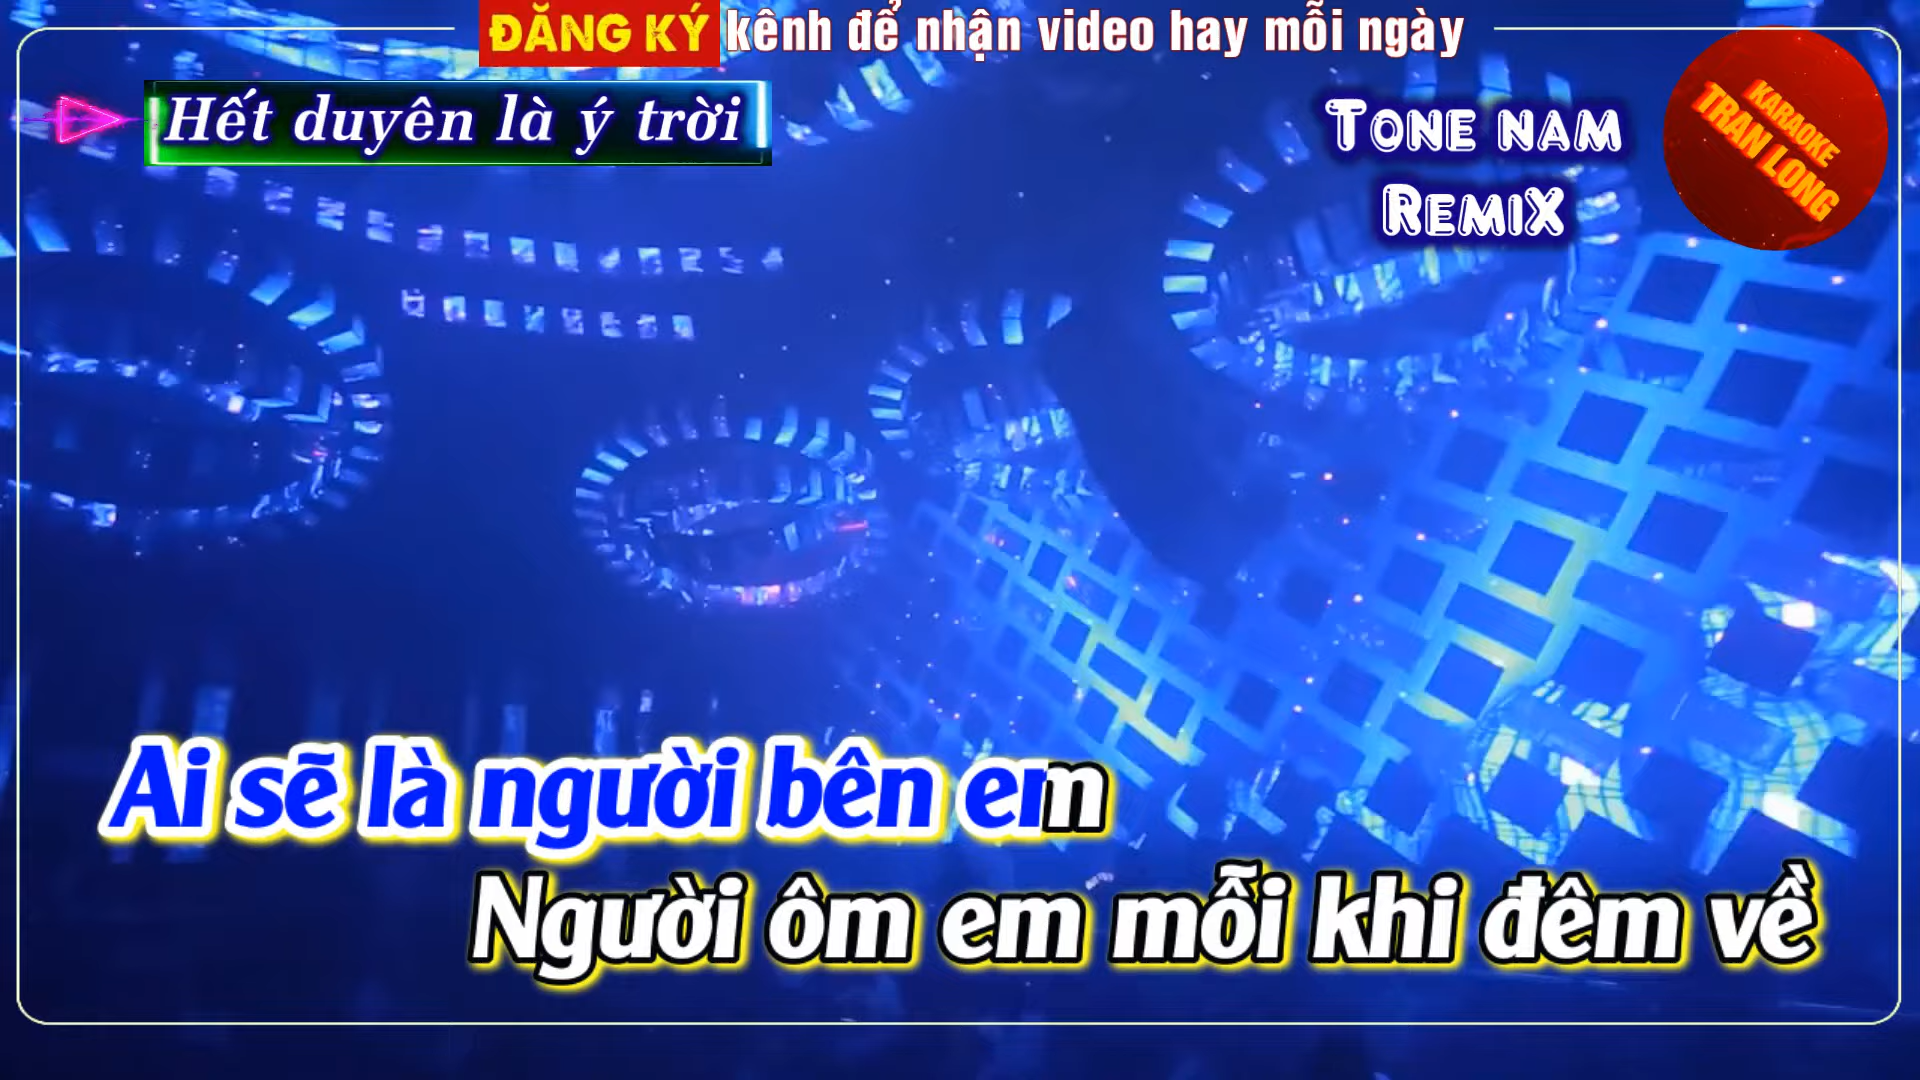 ĐĂNG KÝ kênh để nhận video hay mỗi ngày
Hết duyên là ý trời
TONE NAM
REMIX
KARAOKE
TRAN LONG
Ai sẽ là người bên em
Người ôm em mỗi khi đêm về